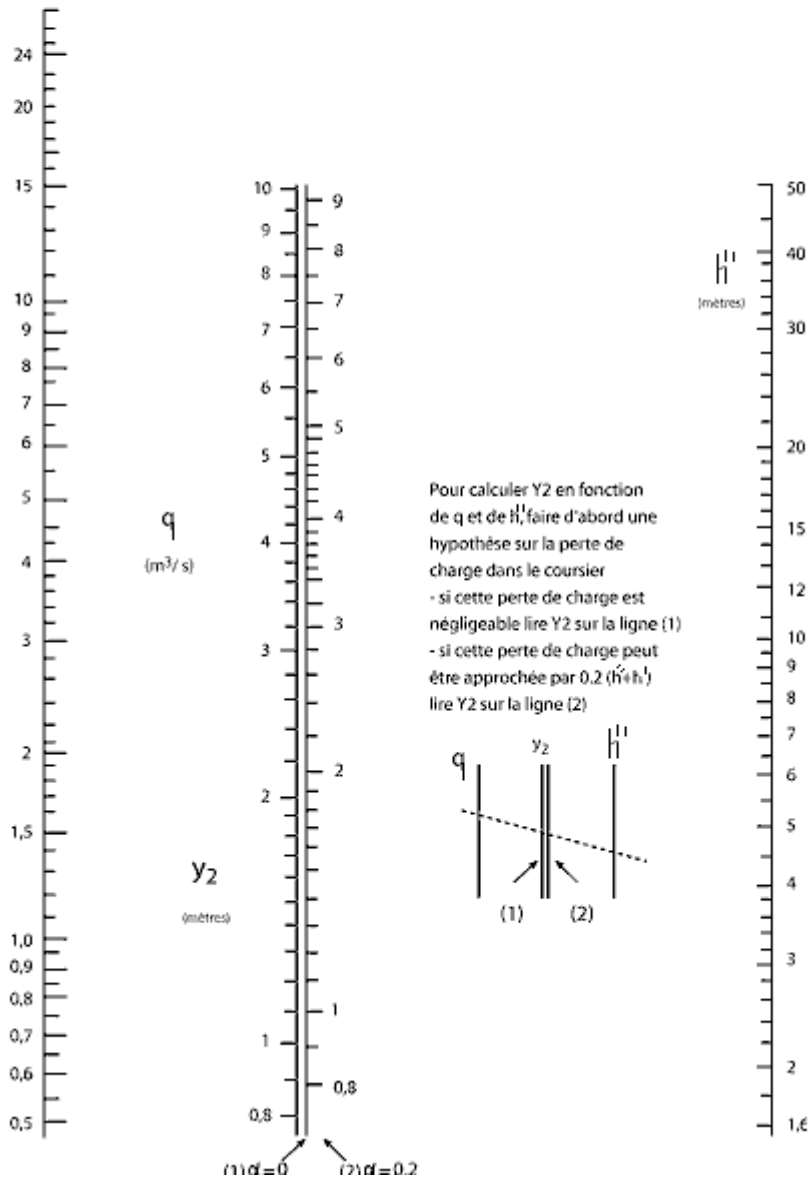 24
20
15
10
9
8
7
6
5
4
3
2
1,5
1,0
0,9
0,8
0,7
0,6
0,5
q
(m³/s)
10
9
8
7
6
5
4
3
2
1
0,8
y₂
(mètres)
9
8
7
6
5
4
3
2
1
0,8
(1) α=0
(2) α=0.2
Pour calculer Y2 en fonction
de q et de h'', faire d'abord une
hypothèse sur la perte de
charge dans le coursier
- si cette perte de charge est
négligeable lire Y2 sur la ligne (1)
- si cette perte de charge peut
être approchée par 0.2 (h''+h')
lire Y2 sur la ligne (2)
q
y₂
h''
(1)
(2)
h''
(mètres)
50
40
30
20
15
12
10
9
8
7
6
5
4
3
2
1,6